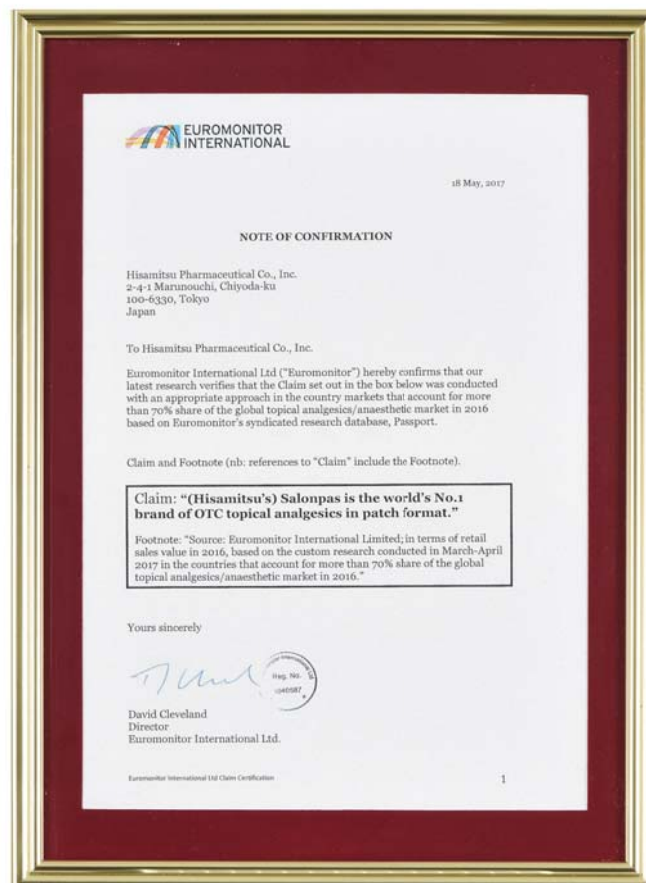 EUROMONITOR
INTERNATIONAL
18 May, 2017
NOTE OF CONFIRMATION
Hisamitsu Pharmaceutical Co., Inc.
2-4-1 Marunouchi, Chiyoda-ku
100-6330, Tokyo
Japan
To Hisamitsu Pharmaceutical Co., Inc.
Euromonitor International Ltd ("Euromonitor") hereby confirms that our
latest research verifies that the Claim set out in the box below was conducted
with an appropriate approach in the country markets that account for more
than 70% share of the global topical analgesics/anaesthetic market in 2016
based on Euromonitor's syndicated research database, Passport.
Claim and Footnote (nb: references to "Claim" include the Footnote).
Claim: "(Hisamitsu's) Salonpas is the world's No.1
brand of OTC topical analgesics in patch format."
Footnote: "Source: Euromonitor International Limited; in terms of retail
sales value in 2016, based on the custom research conducted in March-April
2017 in the countries that account for more than 70% share of the global
topical analgesics/anaesthetic market in 2016."
Yours sincerely
Reg. No.
David Cleveland
Director
Euromonitor International Ltd.
Euromonitor International Ltd Claim Certification
1